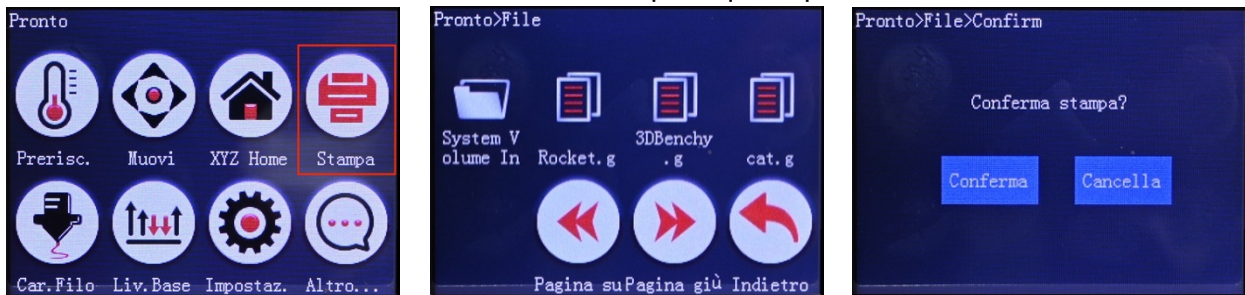 Pronto
Prerisc. Muovi XYZ Home Stampa
Car.Filo Liv.Base Impostaz. Altro...
Pronto>File
System V
olume In
Rocket.g
3DBenchy
.g
cat.g
Pagina su Pagina giù Indietro
Pronto>File>Confirm
Conferma stampa?
Conferma Cancella